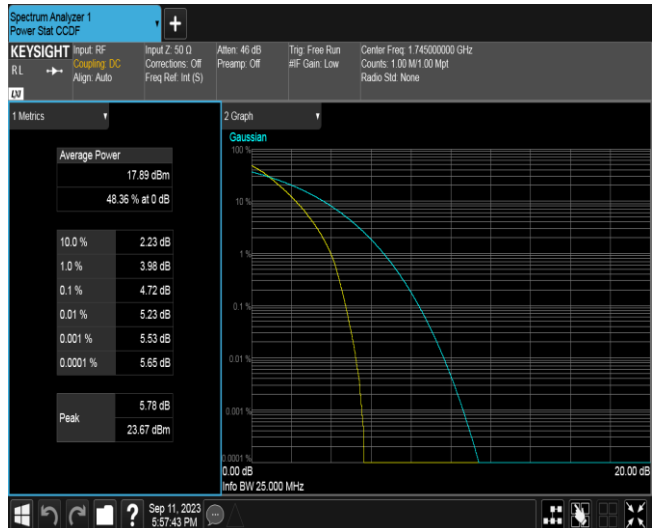 Spectrum Analyzer 1
Power Stat CCDF
KEYSIGHT
RL
LXI
Input: RF
Coupling: DC
Align: Auto
Input Z: 50 Ω
Corrections: Off
Freq Ref: Int (S)
Atten: 46 dB
Preamp: Off
Trig: Free Run
#IF Gain: Low
Center Freq: 1.745000000 GHz
Counts: 1.00 M/1.00 Mpt
Radio Std: None
1 Metrics
Average Power
17.89 dBm
48.36 % at 0 dB
10.0 % 2.23 dB
1.0 % 3.98 dB
0.1 % 4.72 dB
0.01 % 5.23 dB
0.001 % 5.53 dB
0.0001 % 5.65 dB
Peak
5.78 dB
23.67 dBm
2 Graph
Gaussian
100 %
10 %
1 %
0.1 %
0.01 %
0.001 %
0.0001 %
0.00 dB 20.00 dB
Info BW 25.000 MHz
? Sep 11, 2023
5:57:43 PM